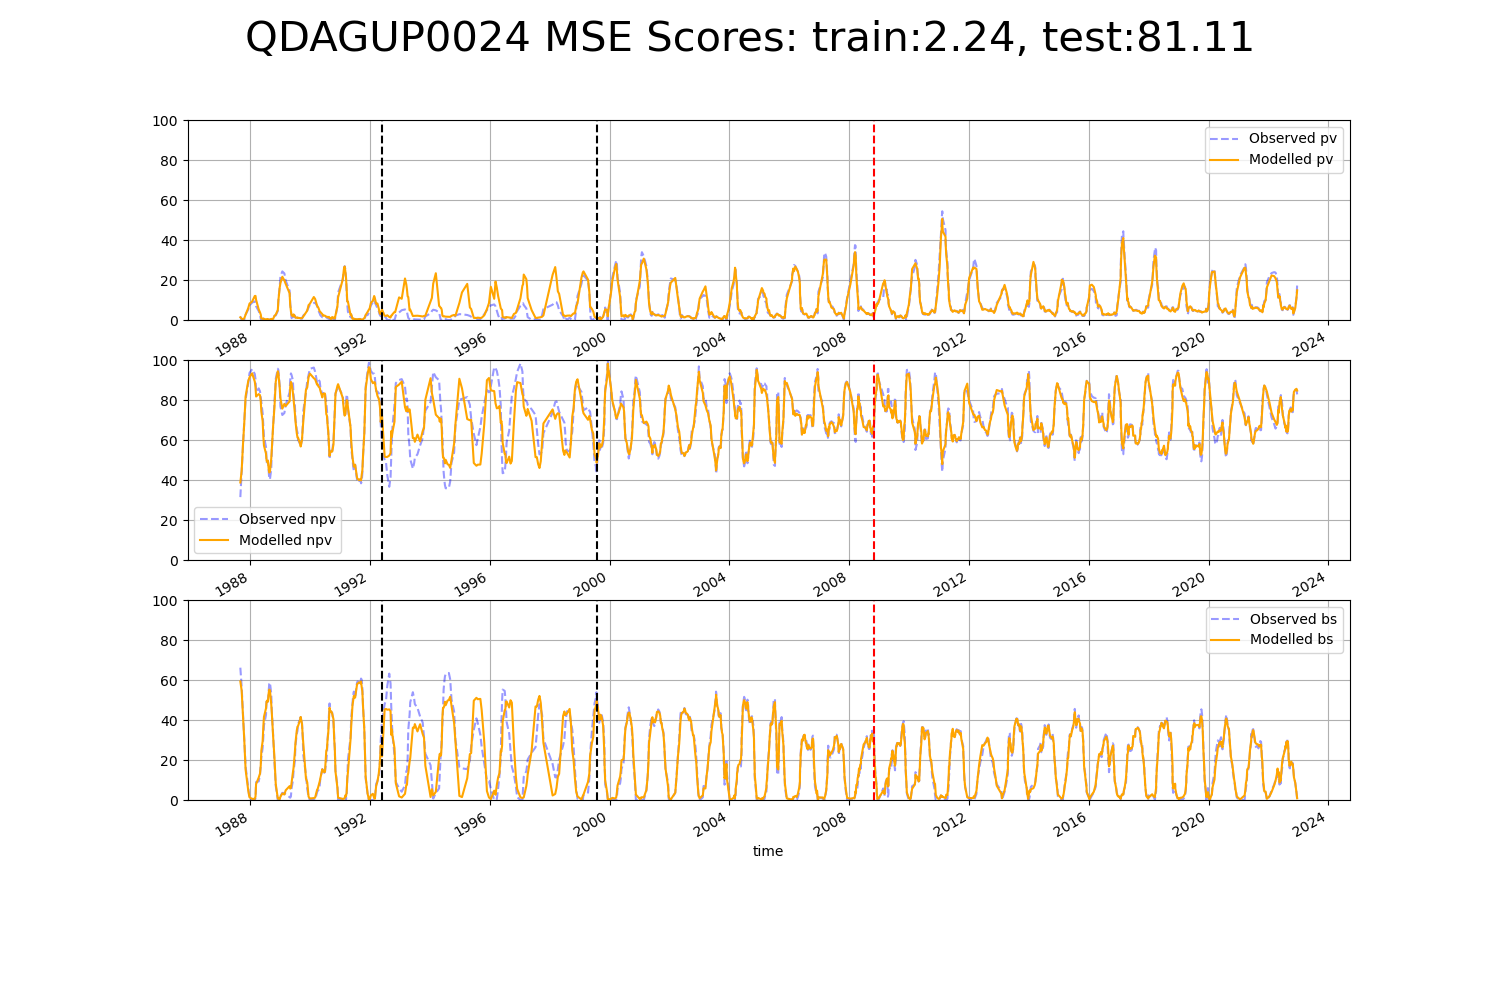 QDAGUP0024 MSE Scores: train:2.24, test:81.11
100
80
60
40
20
0
Observed pv
Modelled pv
1988 1992 1996 2000 2004 2008 2012 2016 2020 2024
100
80
60
40
20
0
Observed npv
Modelled npv
1988 1992 1996 2000 2004 2008 2012 2016 2020 2024
100
80
60
40
20
0
Observed bs
Modelled bs
1988 1992 1996 2000 2004 2008 2012 2016 2020 2024
time